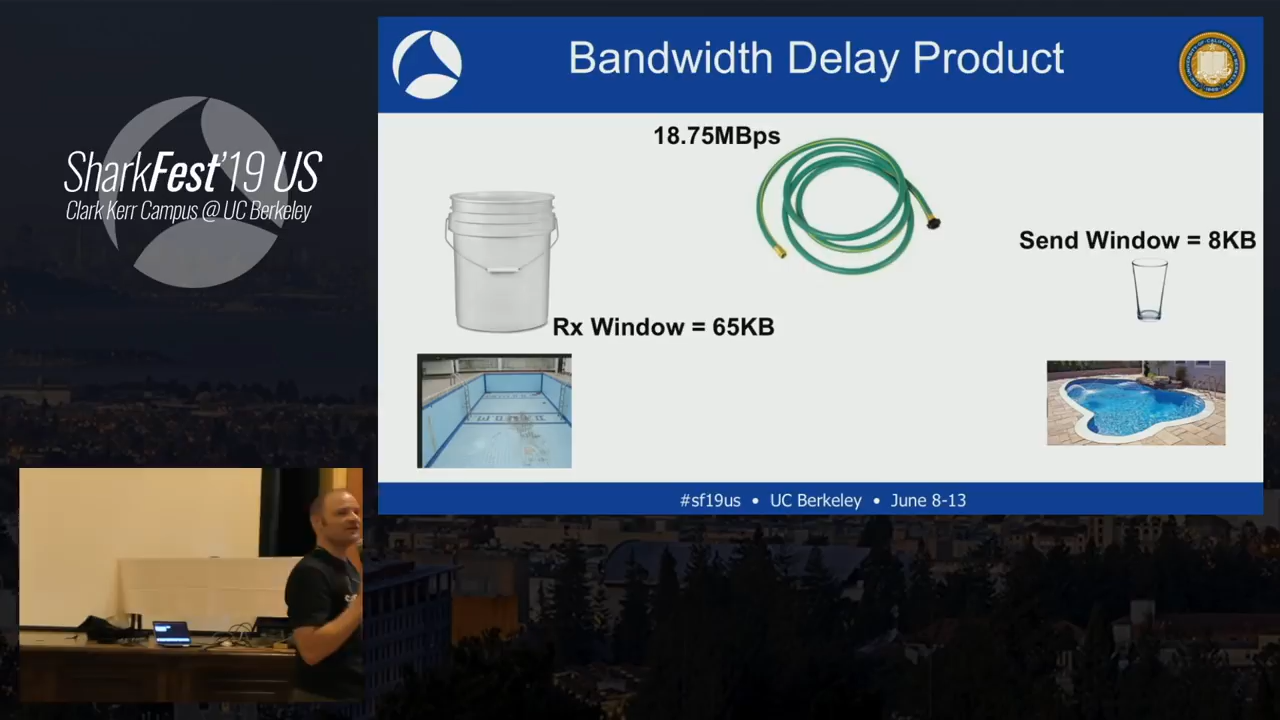 SharkFest'19 US
Clark Kerr Campus @ UC Berkeley
Bandwidth Delay Product
18.75MBps
Send Window = 8KB
Rx Window = 65KB
#sf19us • UC Berkeley • June 8-13